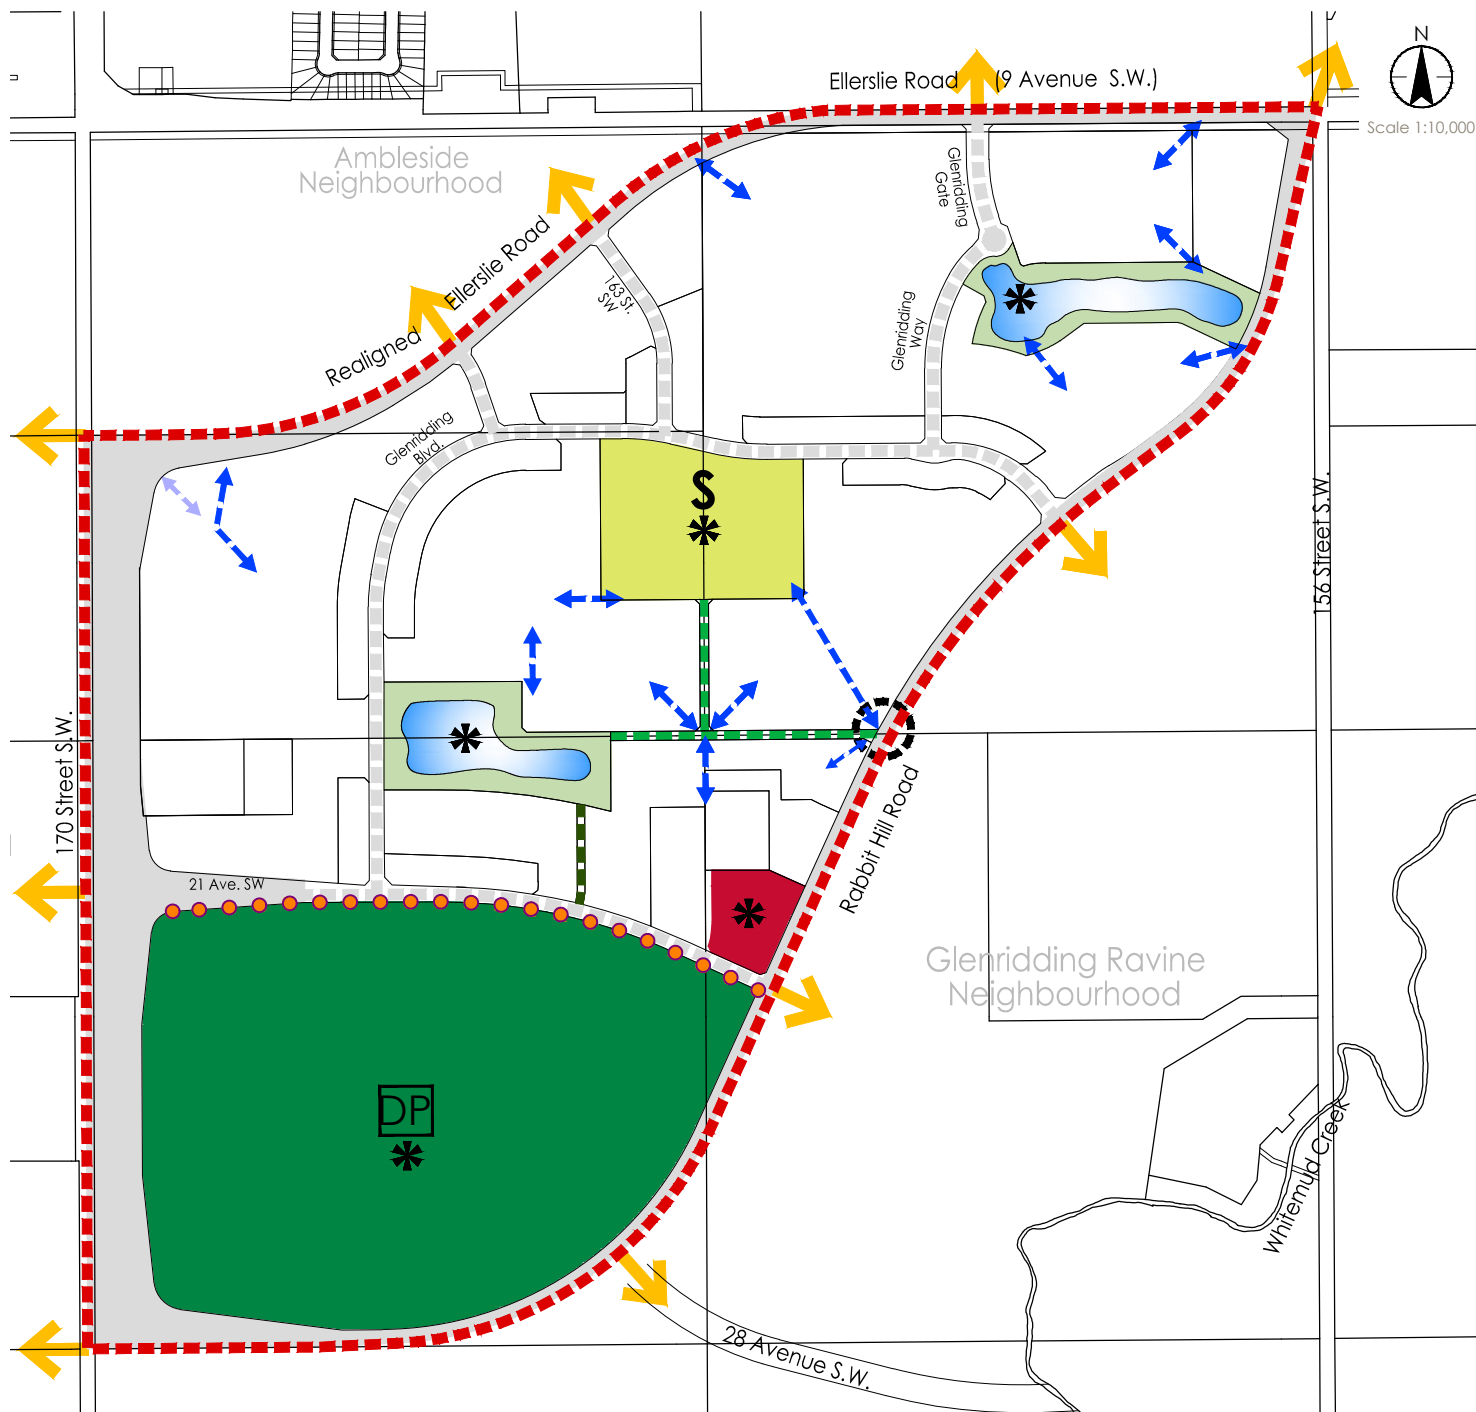 N
Ellerslie Road
(9 Avenue S.W.)
Scale 1:10,000
Ambleside
Neighbourhood
Glenridding
Gate
Realigned Ellerslie Road
163 St.
SW
Glenridding
Way
Glenridding
Blvd.
S
156 Street S.W.
170 Street S.W.
Rabbit Hill Road
21 Ave. SW
Glenridding Ravine
Neighbourhood
DP
Whitemud Creek
28 Avenue S.W.